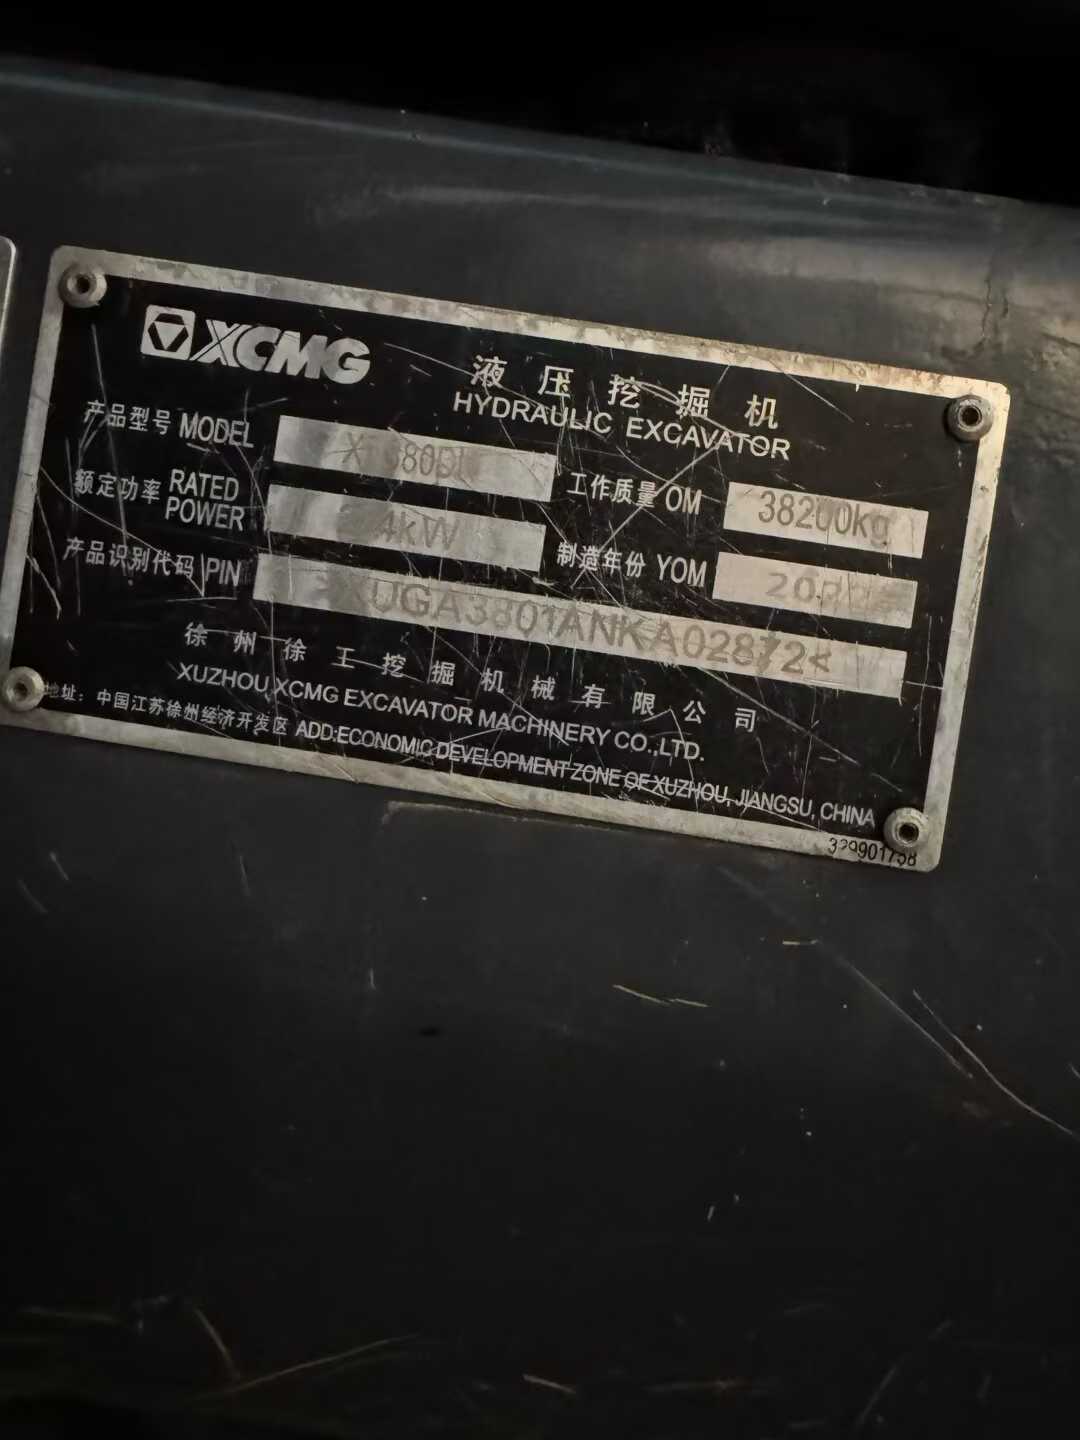 XCMG
液压挖掘机
HYDRAULIC EXCAVATOR
产品型号 MODEL
工作质量 OM 38200kg
额定功率 RATED POWER
制造年份 YOM
产品识别代码 PIN XUGA3801ANKA02872<
徐州徐工挖掘机械有限公司
XUZHOU XCMG EXCAVATOR MACHINERY CO.,LTD.
地址：中国江苏徐州经济开发区 ADD:ECONOMIC DEVELOPMENT ZONE OF XUZHOU, JIANGSU, CHINA